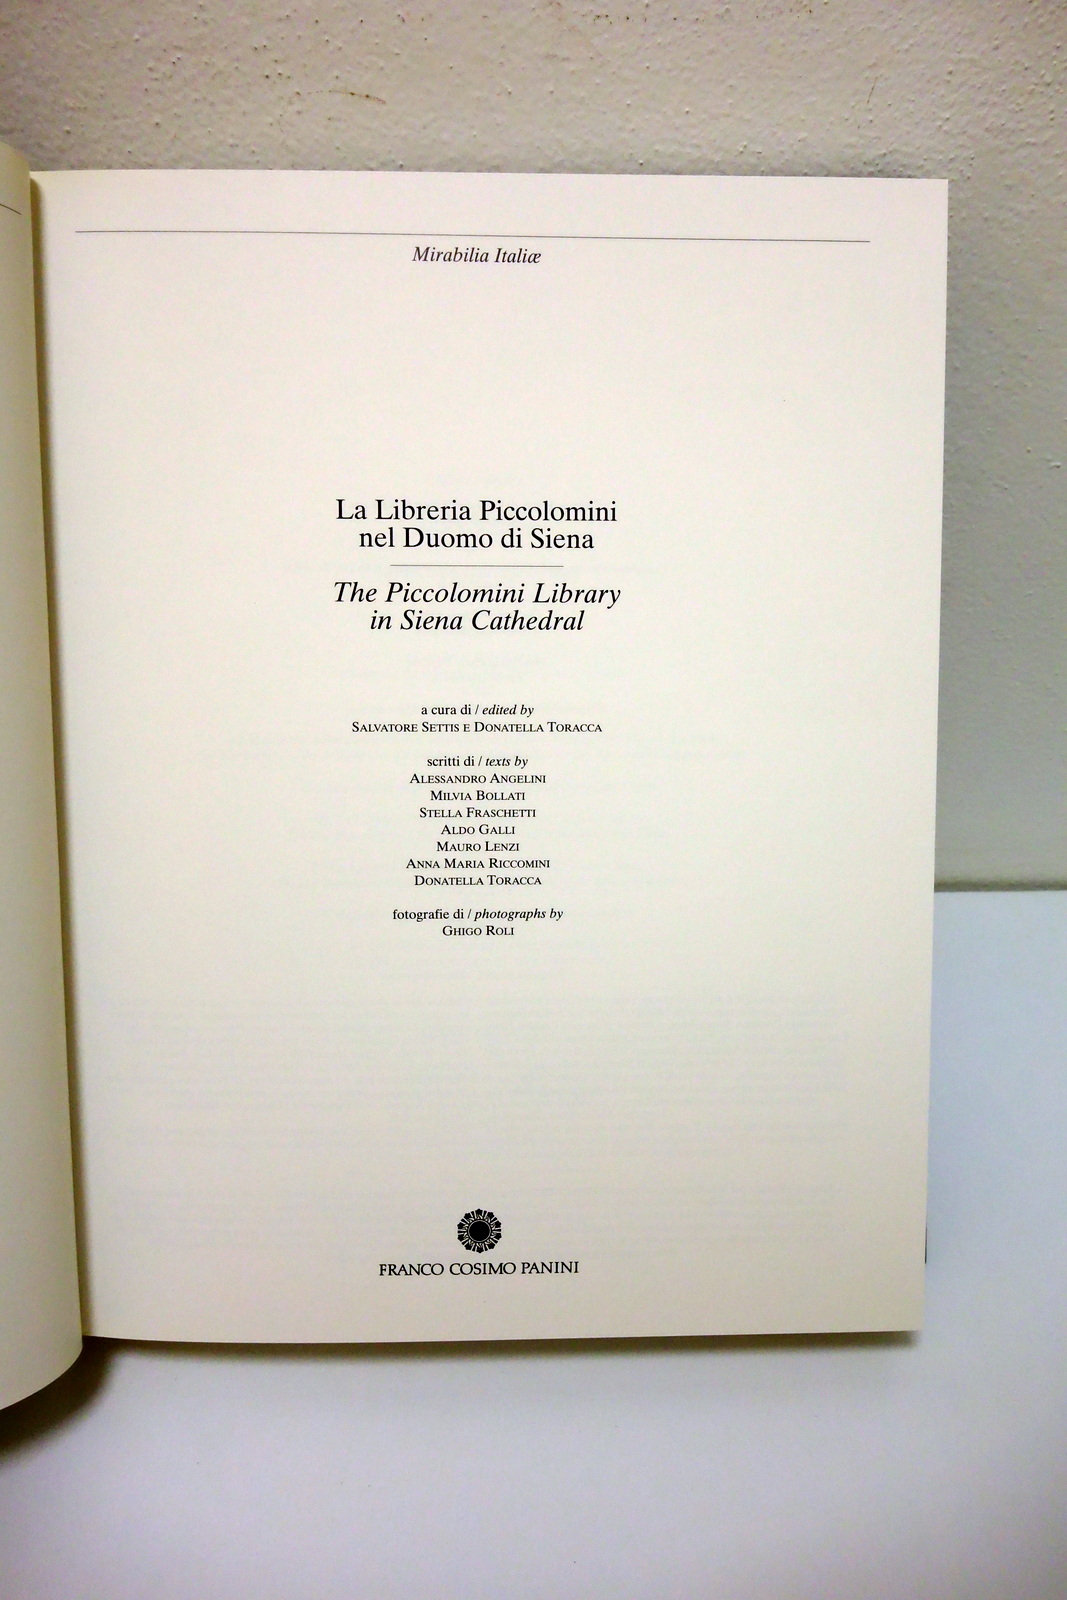 Mirabilia Italiæ
La Libreria Piccolomini
nel Duomo di Siena
The Piccolomini Library
in Siena Cathedral
a cura di / edited by
SALVATORE SETTIS E DONATELLA TORACCA
scritti di / texts by
ALESSANDRO ANGELINI
MILVIA BOLLATI
STELLA FRASCHETTI
ALDO GALLI
MAURO LENZI
ANNA MARIA RICCOMINI
DONATELLA TORACCA
fotografie di / photographs by
GHIGO ROLI
FRANCO COSIMO PANINI